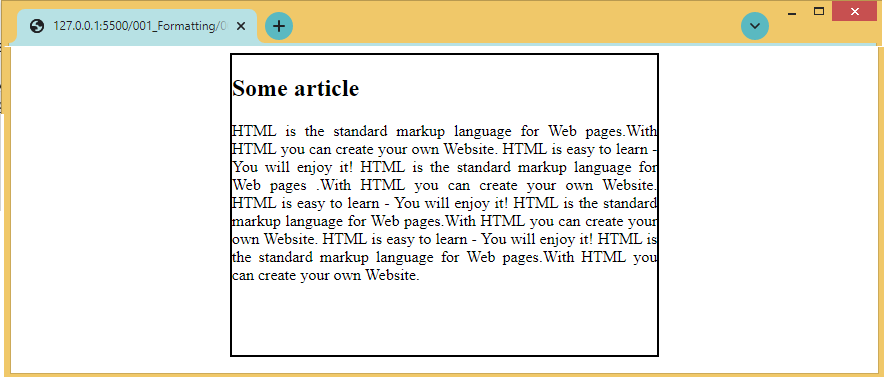 127.0.0.1:5500/001_Formatting/0
Some article
HTML is the standard markup language for Web pages.With
HTML you can create your own Website. HTML is easy to learn -
You will enjoy it! HTML is the standard markup language for
Web pages .With HTML you can create your own Website.
HTML is easy to learn - You will enjoy it! HTML is the standard
markup language for Web pages.With HTML you can create your
own Website. HTML is easy to learn - You will enjoy it! HTML is
the standard markup language for Web pages.With HTML you
can create your own Website.